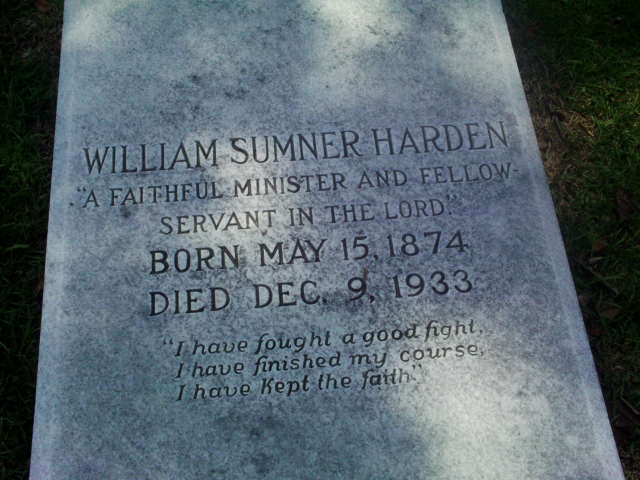 WILLIAM SUMNER HARDEN
"A FAITHFUL MINISTER AND FELLOW-
SERVANT IN THE LORD."
BORN MAY 15, 1874
DIED DEC. 9, 1933
"I have fought a good fight,
I have finished my course,
I have kept the faith."